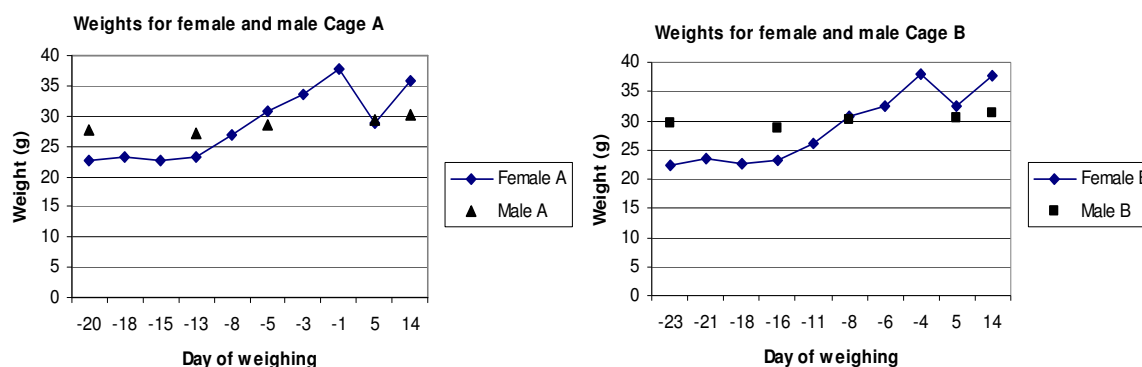 Weights for female and male Cage A
40
35
30
25
20
15
10
5
0
Weight (g)
-20 -18 -15 -13 -8 -5 -3 -1 5 14
Day of weighing
Female A
Male A
Weights for female and male Cage B
40
35
30
25
20
15
10
5
0
Weight (g)
-23 -21 -18 -16 -11 -8 -6 -4 5 14
Day of weighing
Female B
Male B